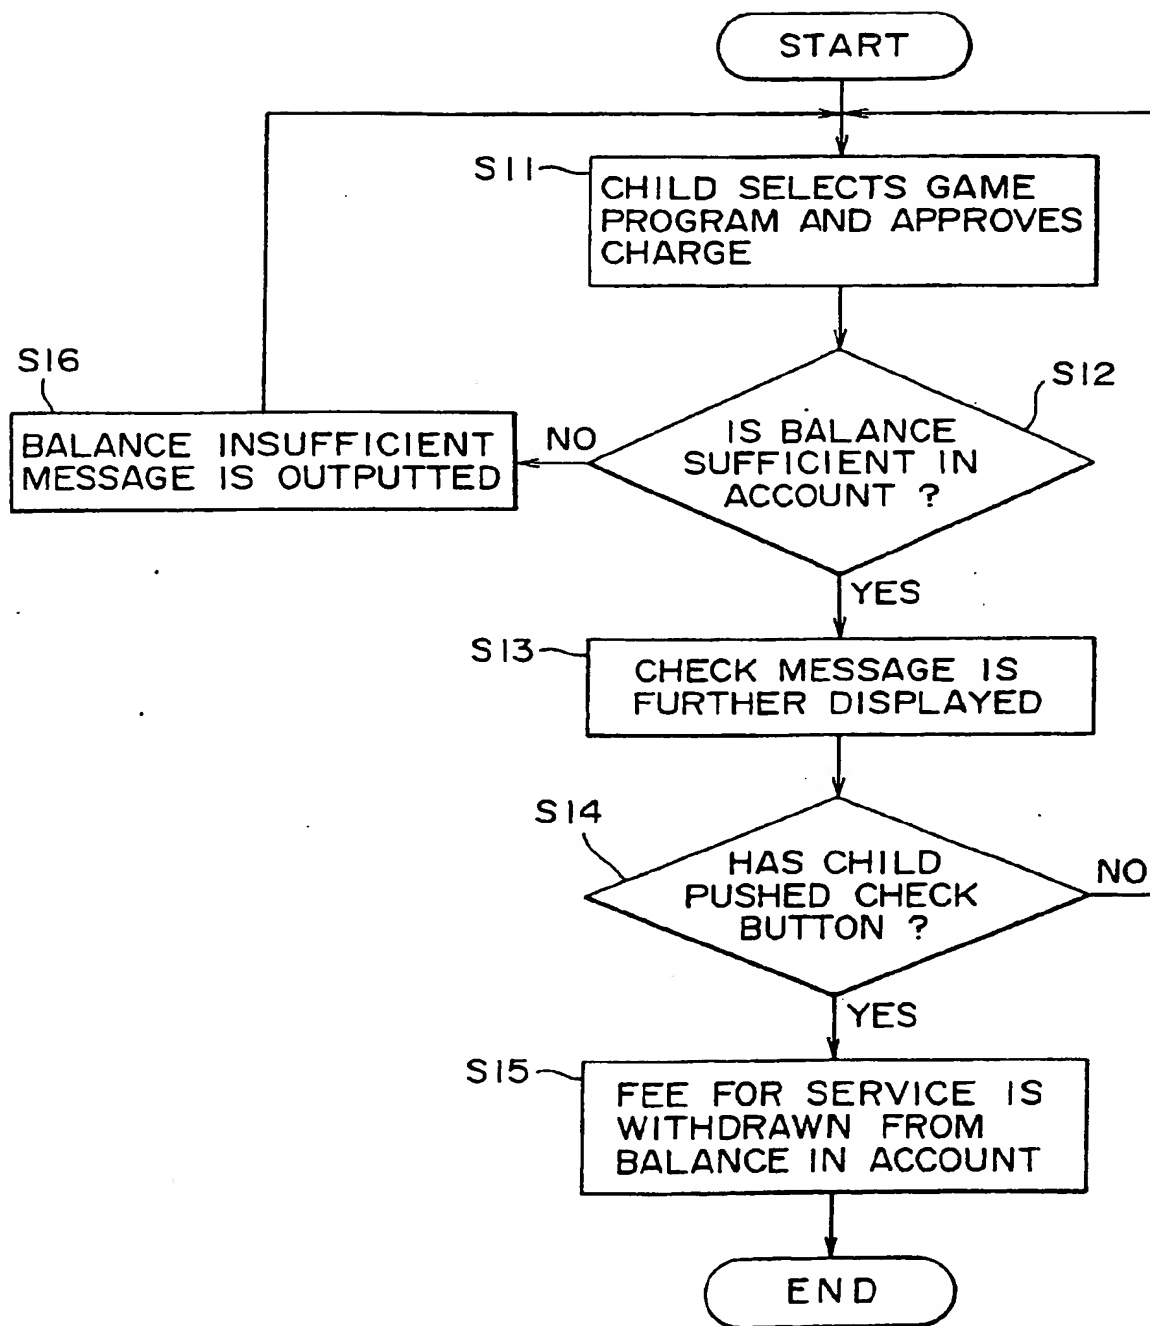 START
S11
CHILD SELECTS GAME
PROGRAM AND APPROVES
CHARGE
S12
IS BALANCE
SUFFICIENT IN
ACCOUNT ?
NO
S16
BALANCE INSUFFICIENT
MESSAGE IS OUTPUTTED
YES
S13
CHECK MESSAGE IS
FURTHER DISPLAYED
S14
HAS CHILD
PUSHED CHECK
BUTTON ?
NO
YES
S15
FEE FOR SERVICE IS
WITHDRAWN FROM
BALANCE IN ACCOUNT
END